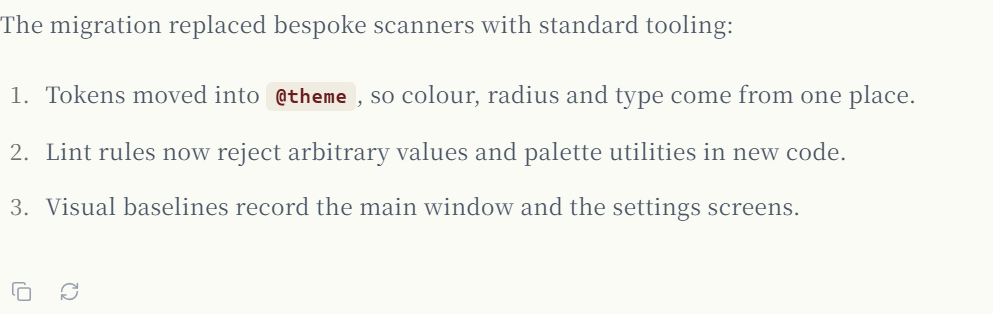 The migration replaced bespoke scanners with standard tooling:
1. Tokens moved into @theme, so colour, radius and type come from one place.
2. Lint rules now reject arbitrary values and palette utilities in new code.
3. Visual baselines record the main window and the settings screens.